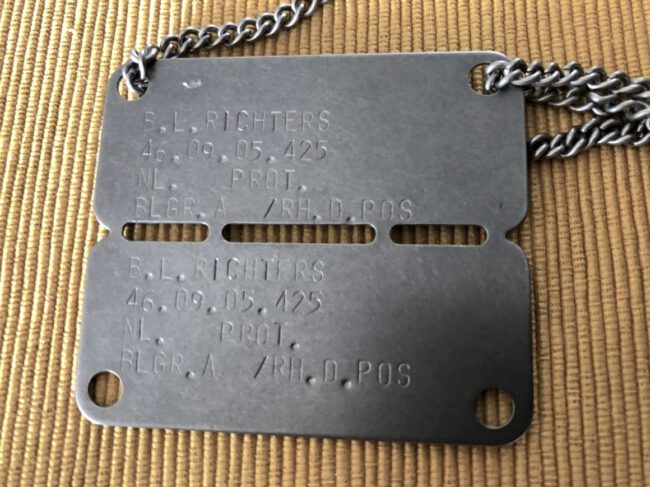 B.L.RICHTERS
46.09.05.425
NL. PROT.
BLGR.A /RH.D.POS
B.L.RICHTERS
46.09.05.425
NL. PROT.
BLGR.A /RH.D.POS